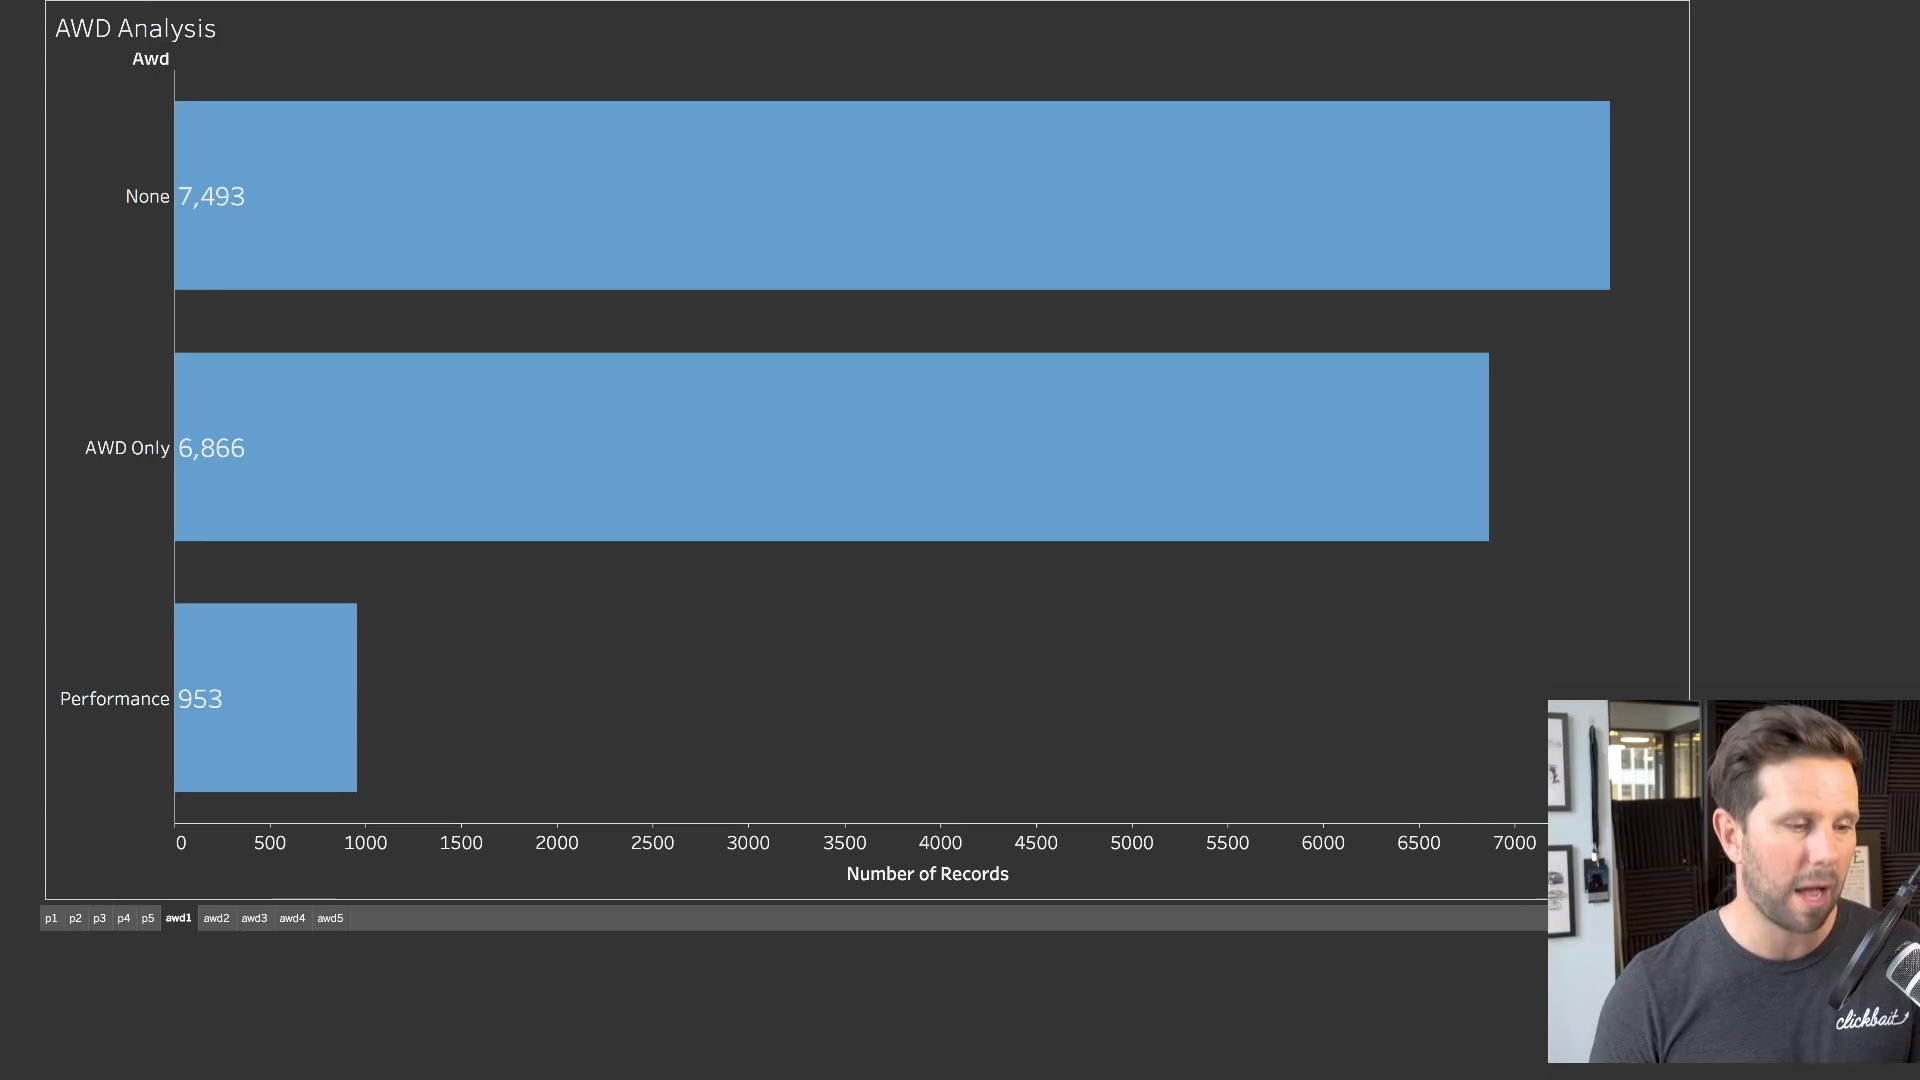 AWD Analysis
Awd
None 7,493
AWD Only 6,866
Performance 953
0 500 1000 1500 2000 2500 3000 3500 4000 4500 5000 5500 6000 6500 7000
Number of Records
p1 p2 p3 p4 p5 awd1 awd2 awd3 awd4 awd5
clickbait